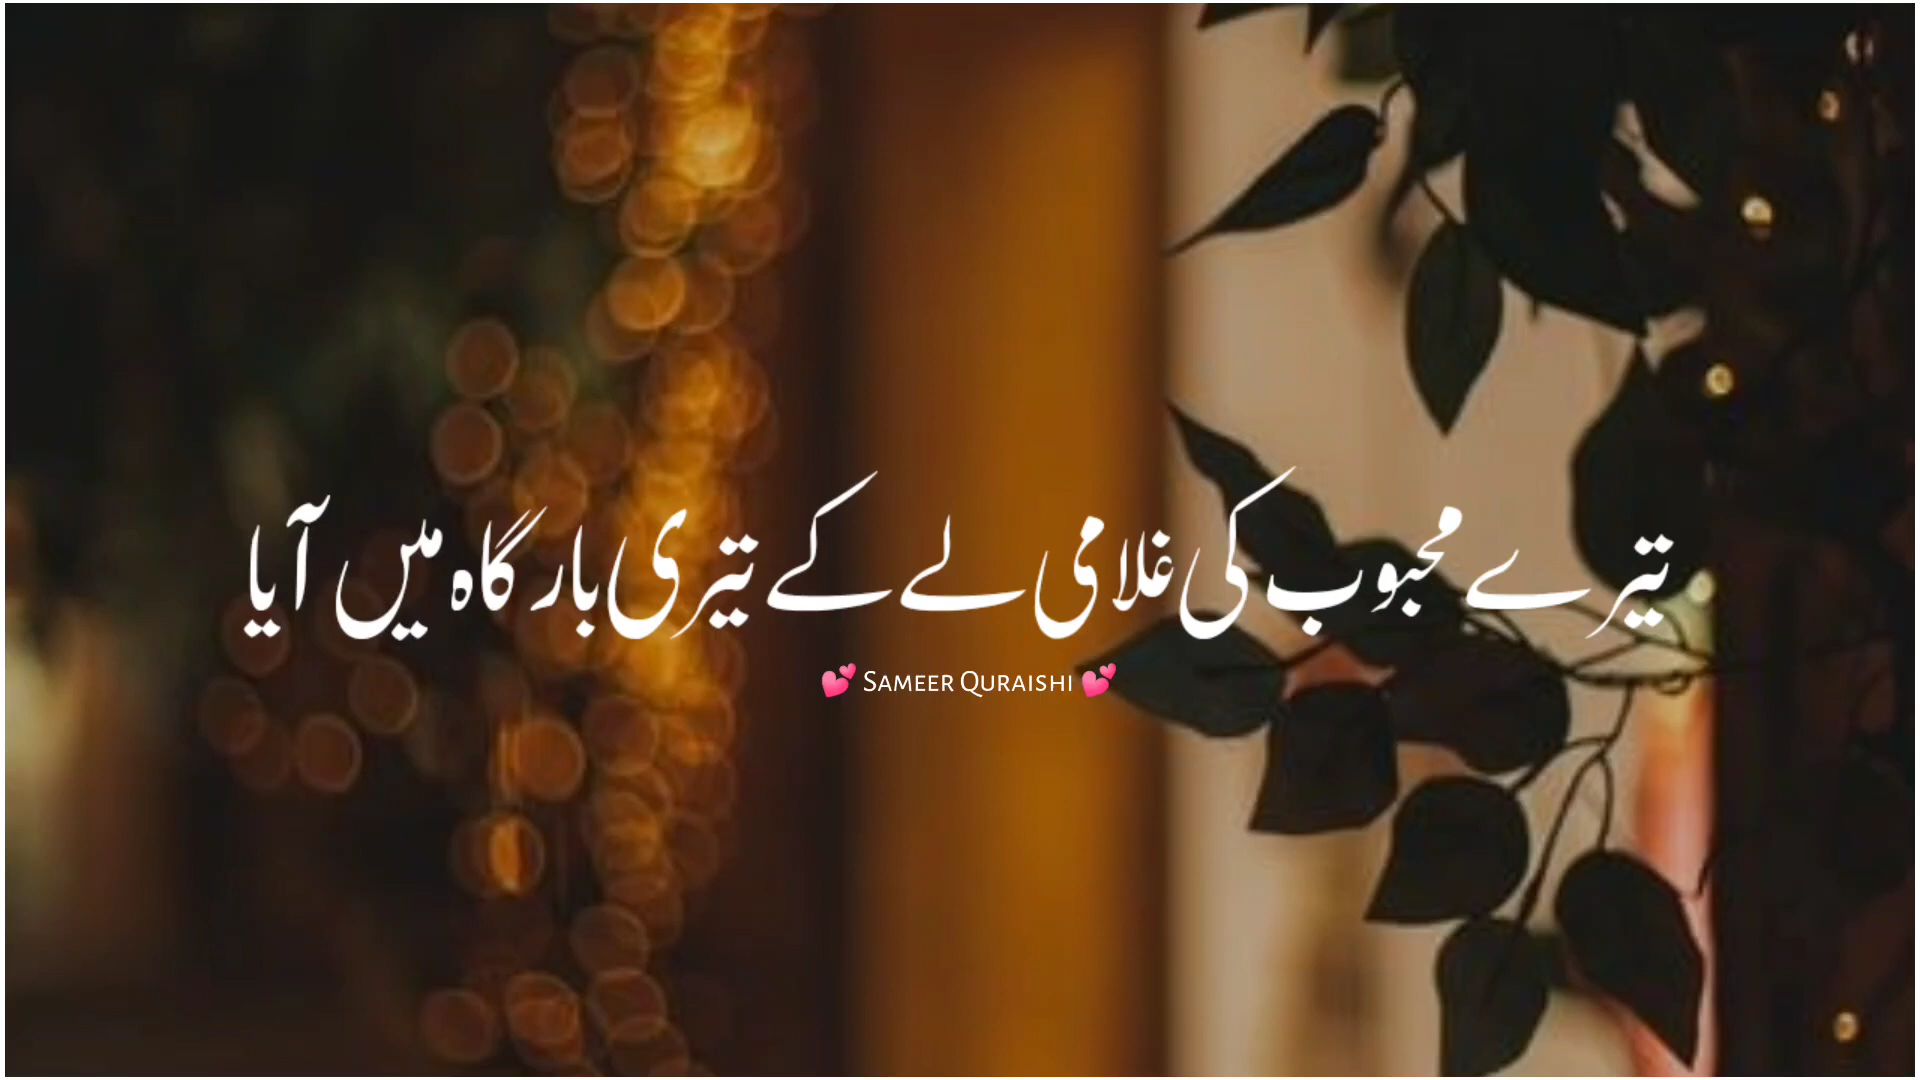 تیرے محبوب کی غلامی لے کے تیری بارگاہ میں آیا
💕 Sameer Quraishi 💕